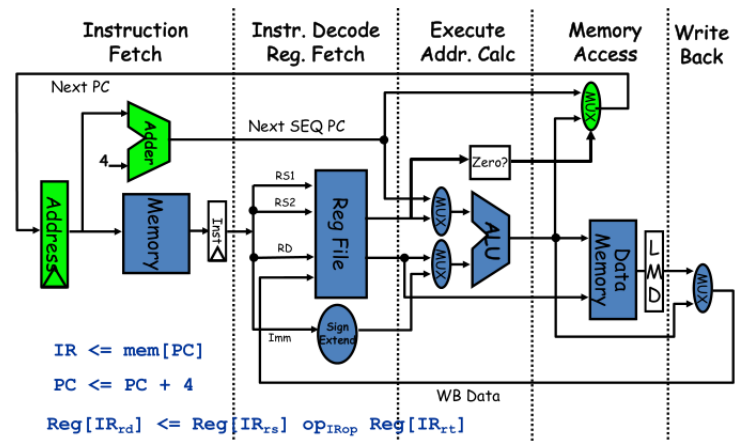 Instruction
Fetch
Instr. Decode
Reg. Fetch
Execute
Addr. Calc
Memory
Access
Write
Back
Next PC
Next SEQ PC
Adder
4
MUX
Zero?
RS1
RS2
RD
Imm
Address
Memory
Inst
Reg File
MUX
MUX
ALU
Data
Memory
L
M
D
MUX
Sign
Extend
WB Data
IR <= mem[PC]
PC <= PC + 4
Reg[IRrd] <= Reg[IRrs] opIRop Reg[IRrt]